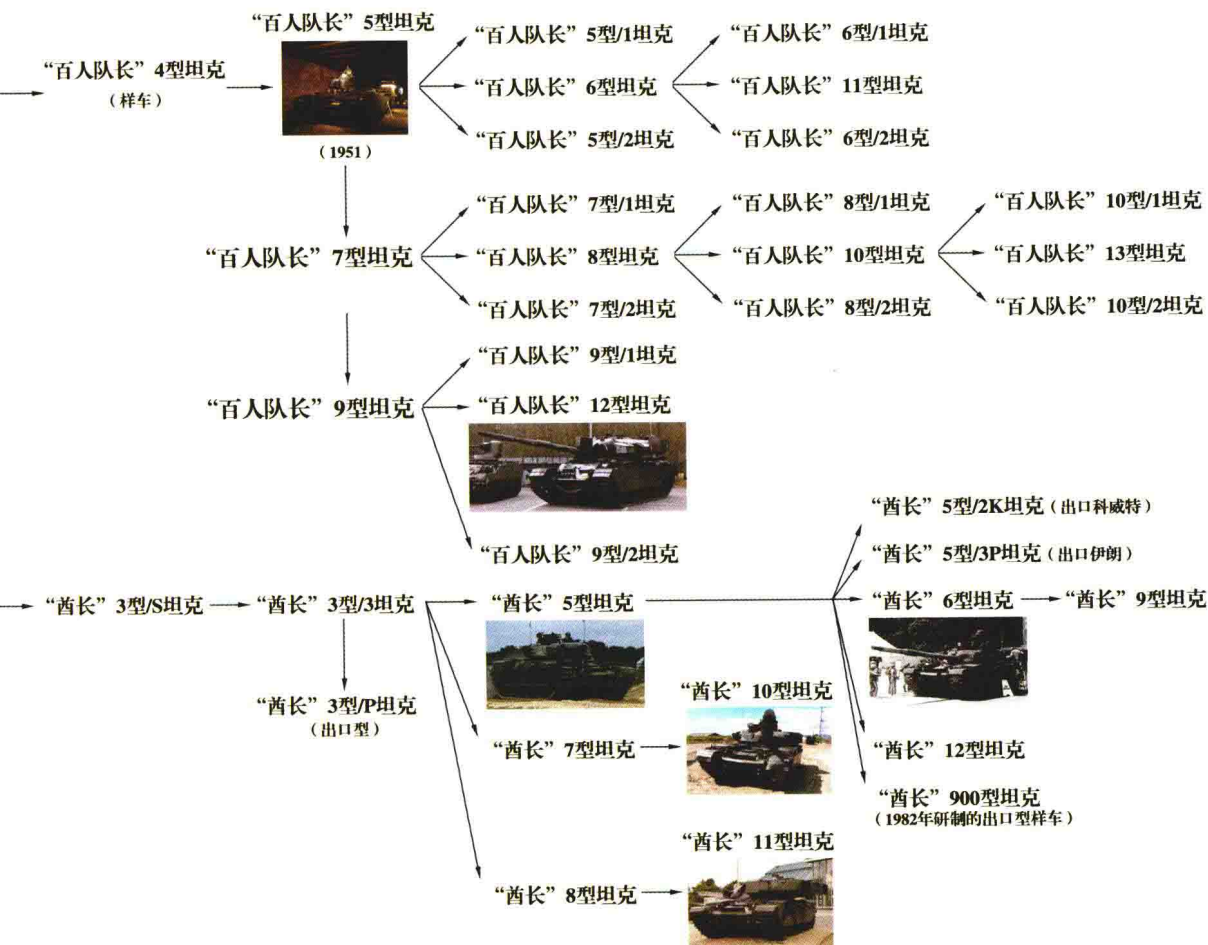 “百人队长” 5型坦克
“百人队长” 4型坦克
（样车）
（1951）
“百人队长” 5型/1坦克
“百人队长” 6型坦克
“百人队长” 5型/2坦克
“百人队长” 6型/1坦克
“百人队长” 11型坦克
“百人队长” 6型/2坦克
“百人队长” 7型坦克
“百人队长” 7型/1坦克
“百人队长” 8型坦克
“百人队长” 7型/2坦克
“百人队长” 8型/1坦克
“百人队长” 10型坦克
“百人队长” 8型/2坦克
“百人队长” 10型/1坦克
“百人队长” 13型坦克
“百人队长” 10型/2坦克
“百人队长” 9型坦克
“百人队长” 9型/1坦克
“百人队长” 12型坦克
“百人队长” 9型/2坦克
“酋长” 3型/S坦克
“酋长” 3型/3坦克
“酋长” 3型/P坦克
（出口型）
“酋长” 5型坦克
“酋长” 7型坦克
“酋长” 10型坦克
“酋长” 8型坦克
“酋长” 11型坦克
“酋长” 5型/2K坦克（出口科威特）
“酋长” 5型/3P坦克（出口伊朗）
“酋长” 6型坦克
“酋长” 9型坦克
“酋长” 12型坦克
“酋长” 900型坦克
（1982年研制的出口型样车）